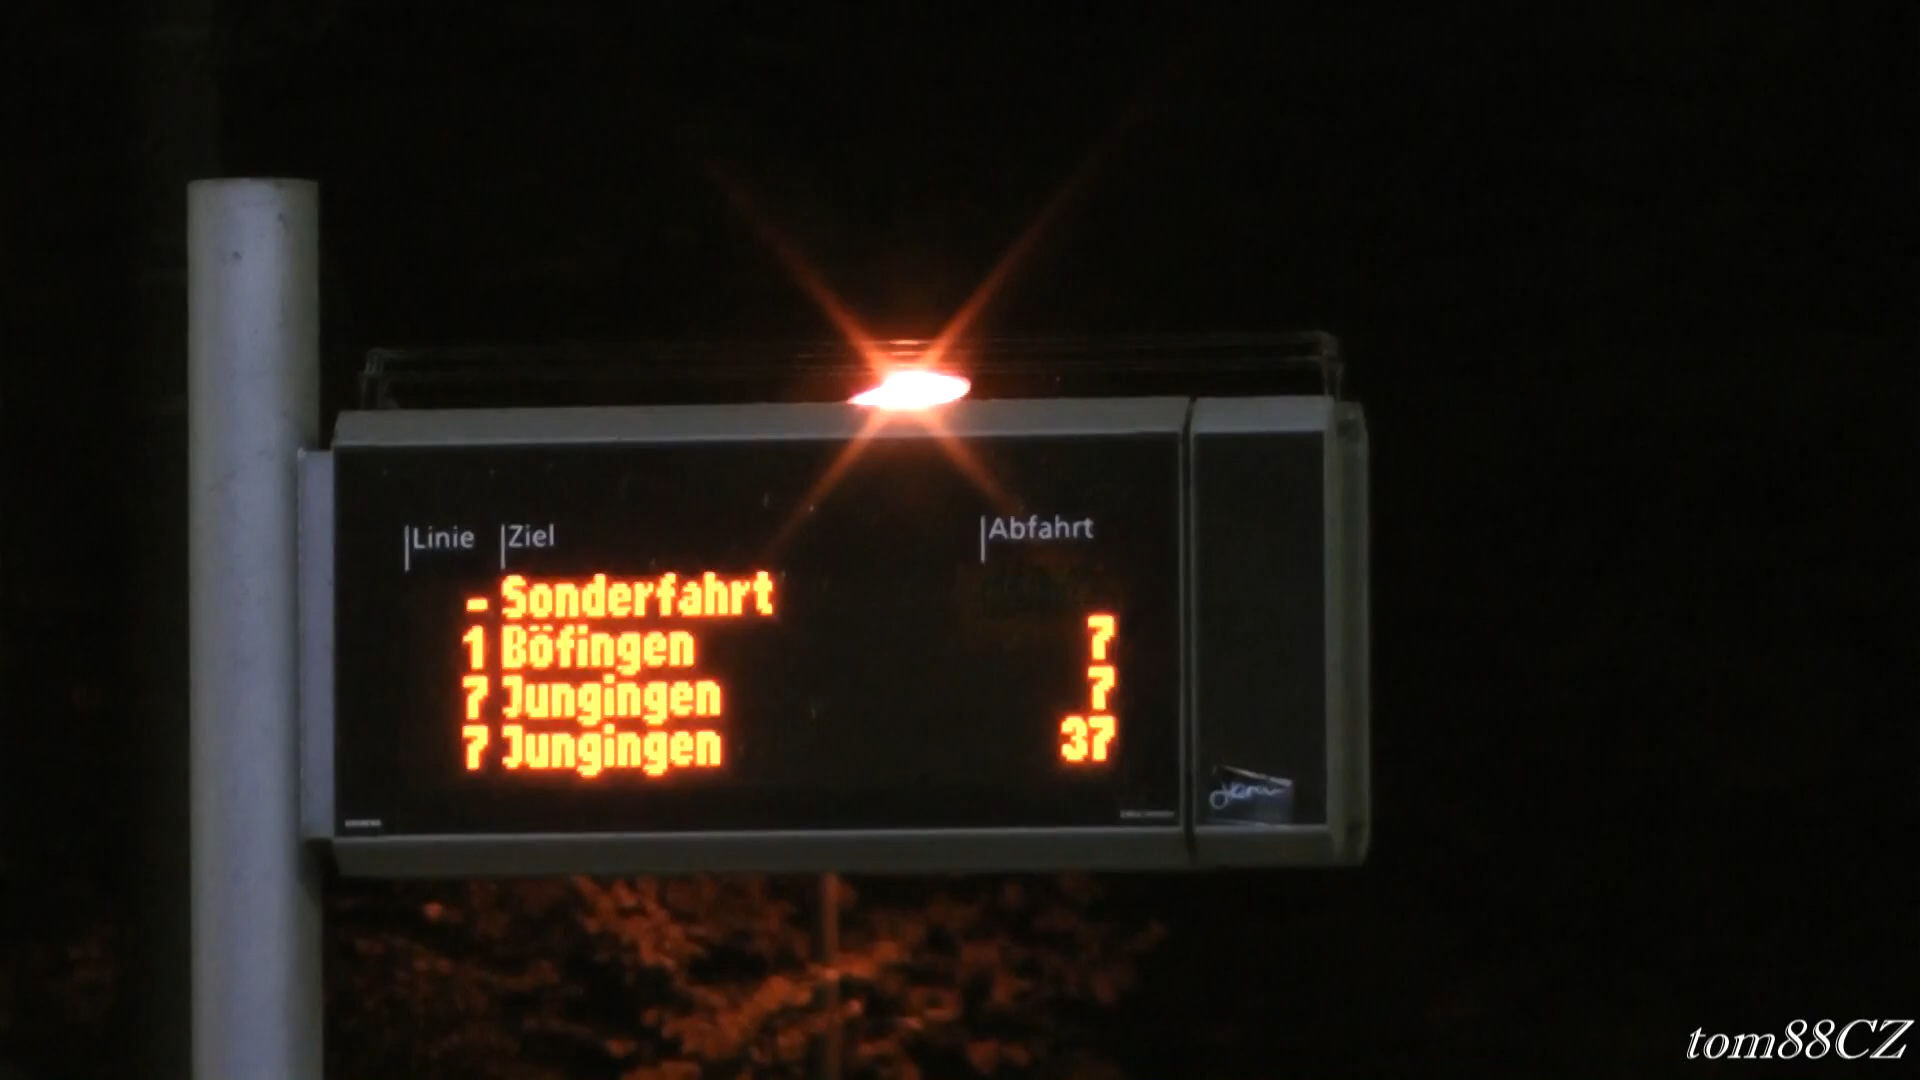 Linie Ziel Abfahrt
- Sonderfahrt
1 Böfingen 7
7 Jungingen 7
7 Jungingen 37
tom88CZ